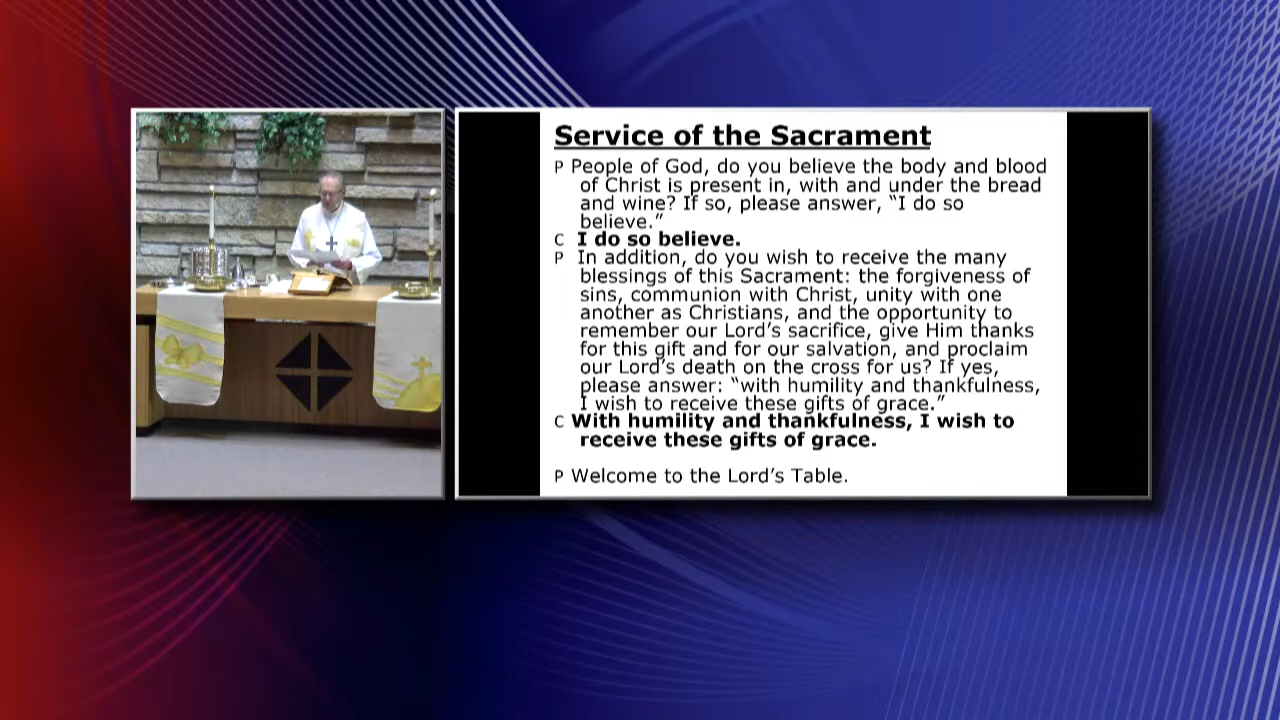 Service of the Sacrament
P People of God, do you believe the body and blood
of Christ is present in, with and under the bread
and wine? If so, please answer, “I do so
believe.”
C I do so believe.
P In addition, do you wish to receive the many
blessings of this Sacrament: the forgiveness of
sins, communion with Christ, unity with one
another as Christians, and the opportunity to
remember our Lord’s sacrifice, give Him thanks
for this gift and for our salvation, and proclaim
our Lord’s death on the cross for us? If yes,
please answer: “with humility and thankfulness,
I wish to receive these gifts of grace.”
C With humility and thankfulness, I wish to
receive these gifts of grace.
P Welcome to the Lord’s Table.